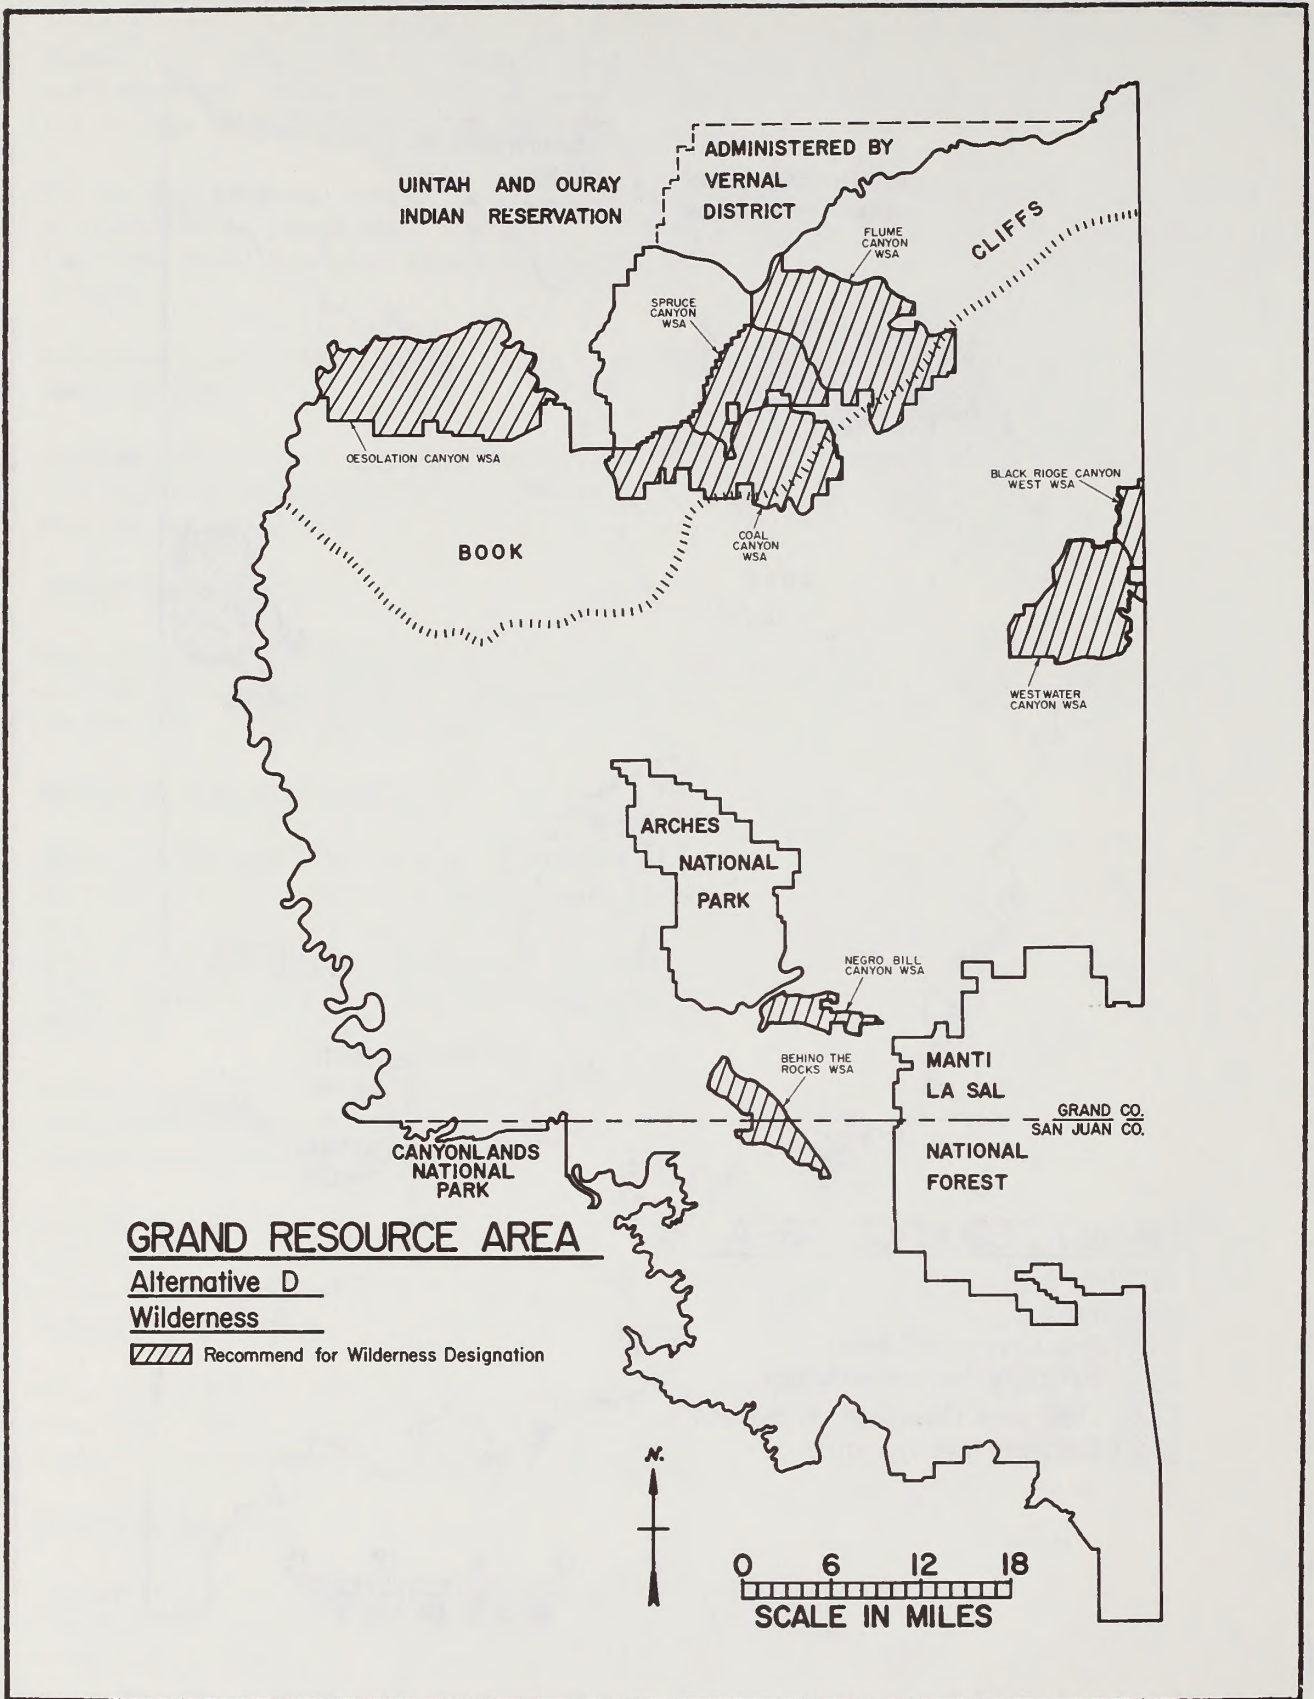 ADMINISTERED BY
VERNAL
DISTRICT
UINTAH AND OURAY
INDIAN RESERVATION
CLIFFS
FLUME
CANYON
WSA
SPRUCE
CANYON
WSA
OESOLATION CANYON WSA
BLACK RIOGE CANYON
WEST WSA
BOOK
COAL
CANYON
WSA
WESTWATER
CANYON WSA
ARCHES
NATIONAL
PARK
NEGRO BILL
CANYON WSA
BEHINO THE
ROCKS WSA
MANTI
LA SAL
GRAND CO.
SAN JUAN CO.
NATIONAL
FOREST
CANYONLANDS
NATIONAL
PARK
GRAND RESOURCE AREA
Alternative D
Wilderness
Recommend for Wilderness Designation
N.
0 6 12 18
SCALE IN MILES